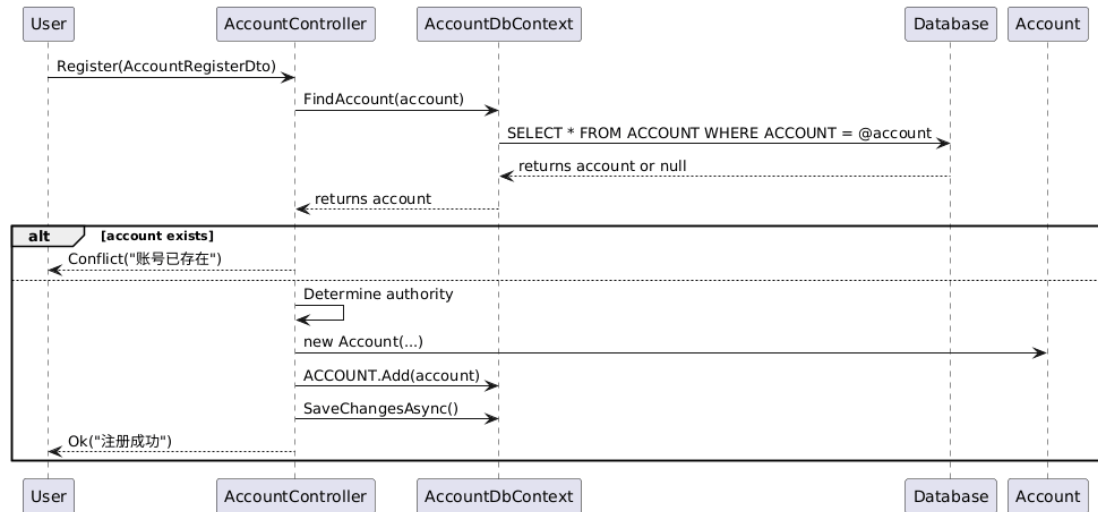 User AccountController AccountDbContext Database Account
Register(AccountRegisterDto)
FindAccount(account)
SELECT * FROM ACCOUNT WHERE ACCOUNT = @account
returns account or null
returns account
alt [account exists]
Conflict("账号已存在")
Determine authority
new Account(...)
ACCOUNT.Add(account)
SaveChangesAsync()
Ok("注册成功")
User AccountController AccountDbContext Database Account